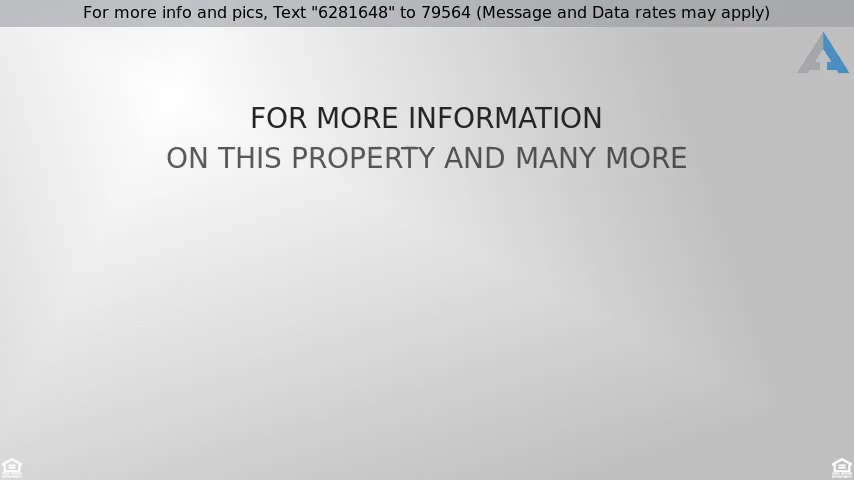 For more info and pics, Text "6281648" to 79564 (Message and Data rates may apply)
FOR MORE INFORMATION
ON THIS PROPERTY AND MANY MORE